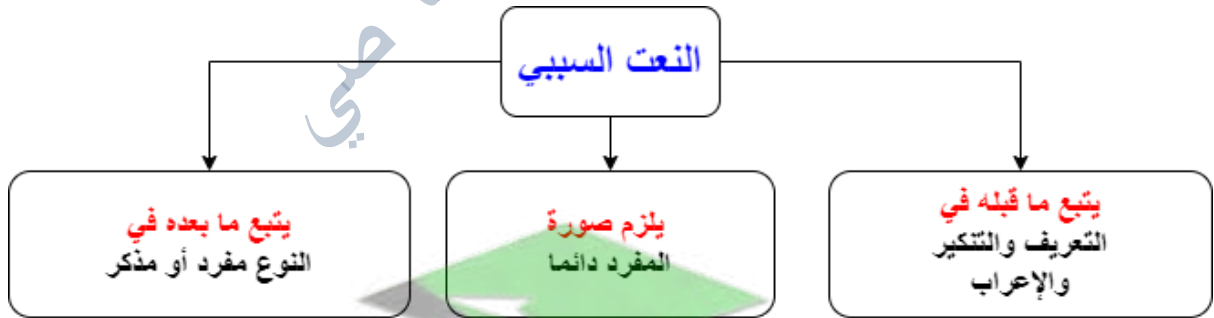 النعت السببي
يتبع ما قبله في
التعريف والتنكير
والإعراب
يلزم صورة
المفرد دائما
يتبع ما بعده في
النوع مفرد أو مذكر